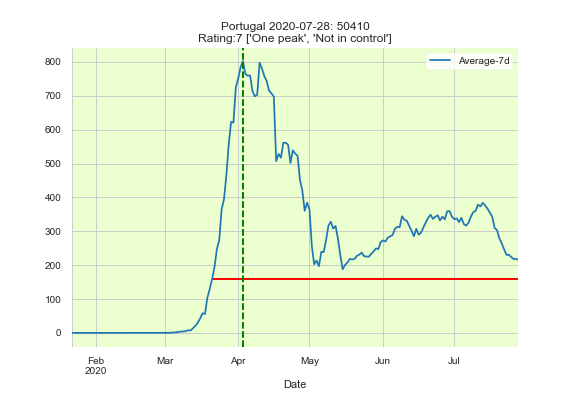 Portugal 2020-07-28: 50410
Rating:7 ['One peak', 'Not in control']
Average-7d
800
700
600
500
400
300
200
100
0
Feb
2020
Mar
Apr
May
Jun
Jul
Date